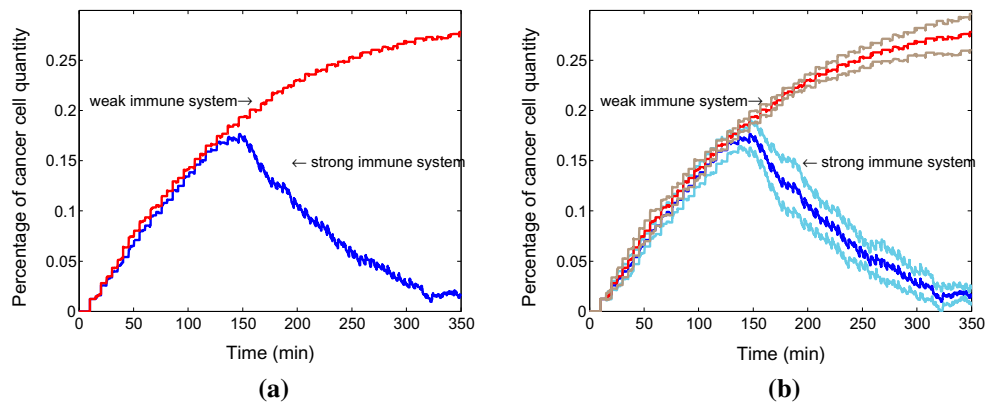 0.25
0.2
0.15
0.1
0.05
0
Percentage of cancer cell quantity
weak immune system→
← strong immune system
0 50 100 150 200 250 300 350
Time (min)
(a)
0.25
0.2
0.15
0.1
0.05
0
Percentage of cancer cell quantity
weak immune system→
← strong immune system
0 50 100 150 200 250 300 350
Time (min)
(b)